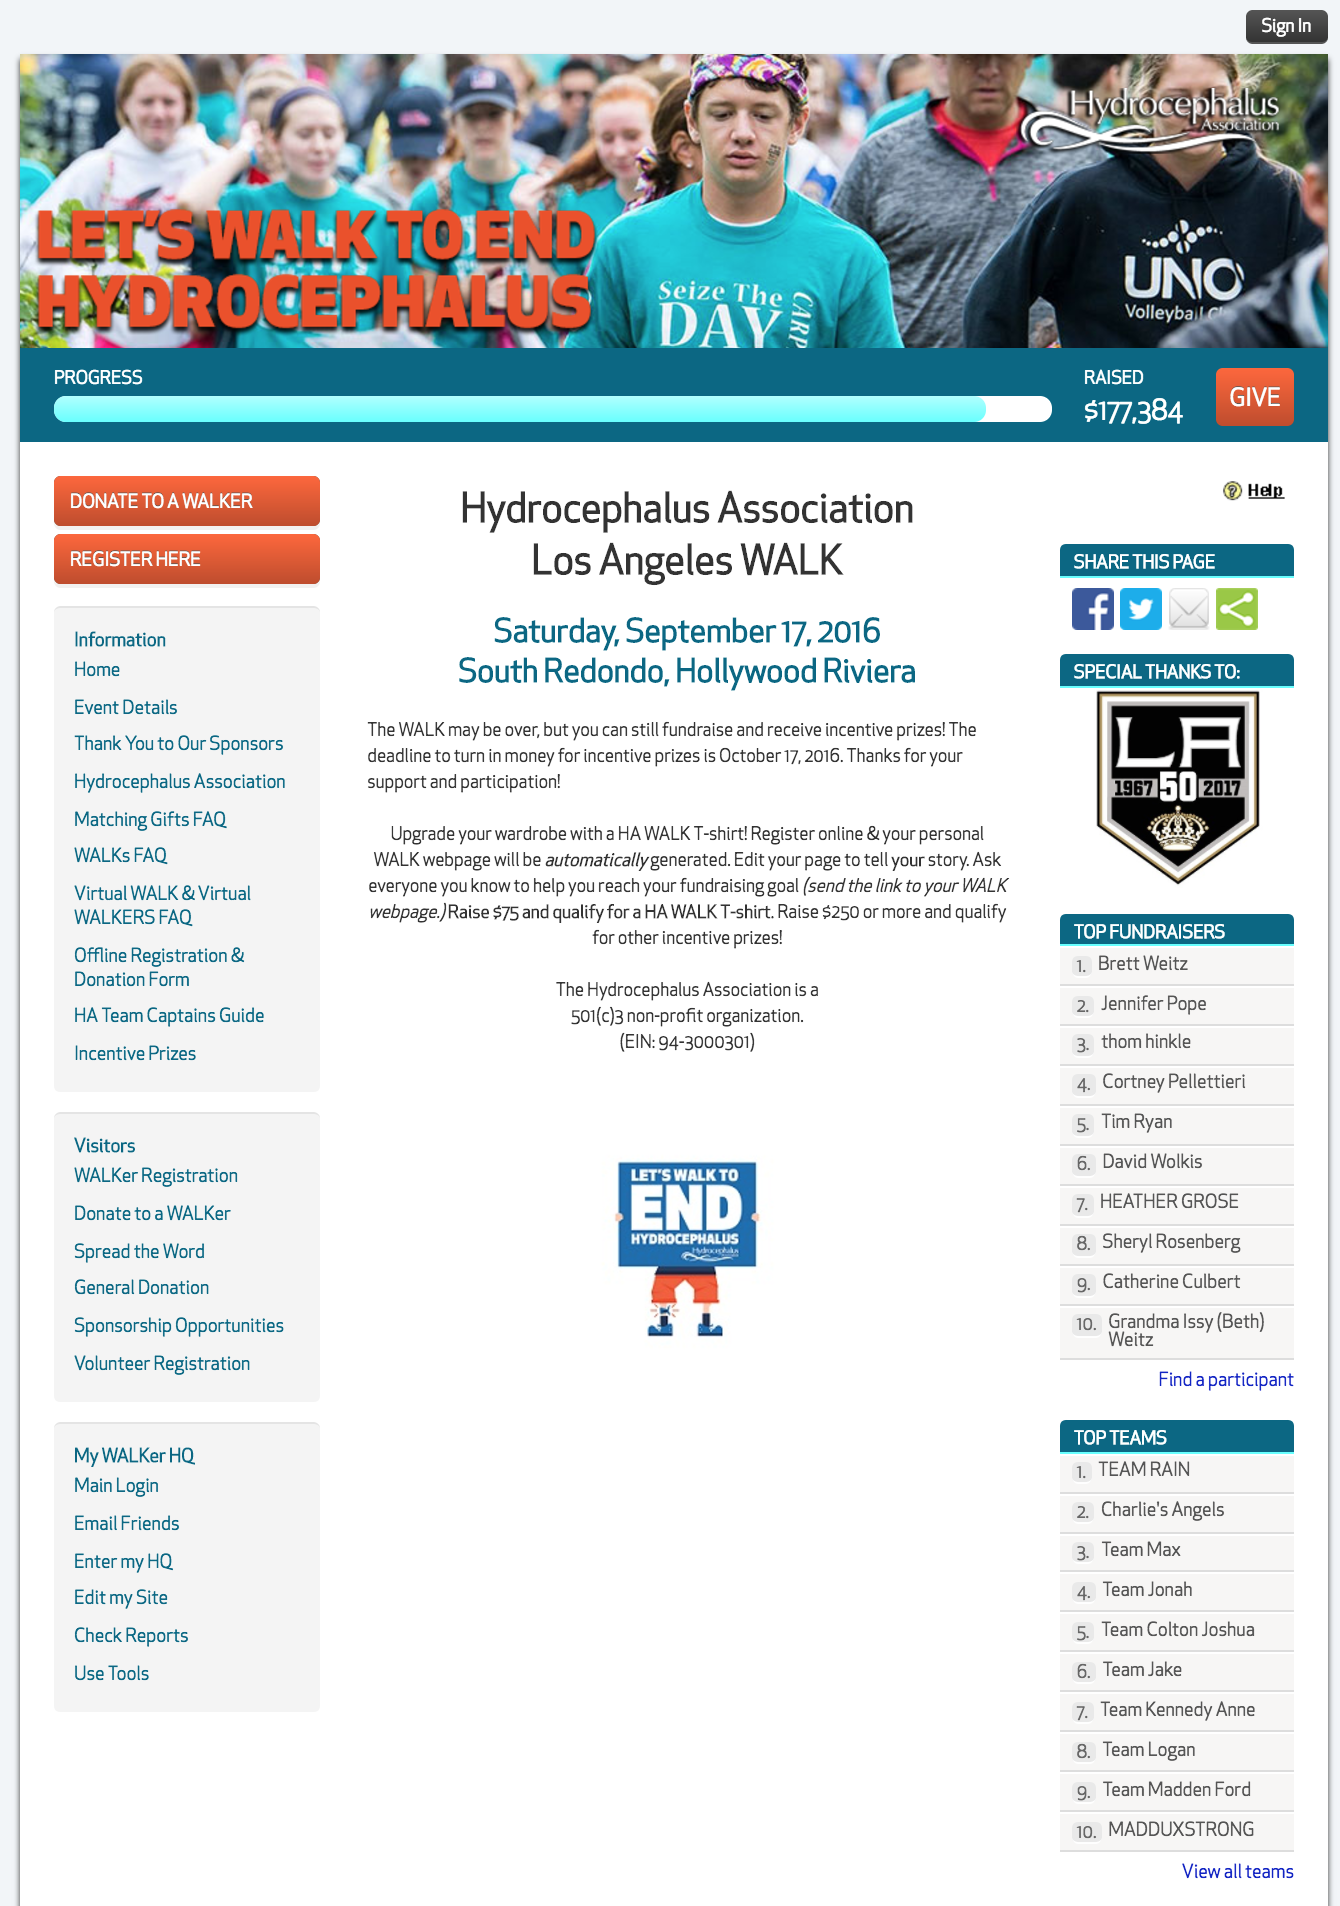 Sign In
Hydrocephalus
Association
LET'S WALK TO END
HYDROCEPHALUS
Seize The
DAY
CARP
UNO
Volleyball
PROGRESS
RAISED
$177,384
GIVE
DONATE TO A WALKER
REGISTER HERE
Information
Home
Event Details
Thank You to Our Sponsors
Hydrocephalus Association
Matching Gifts FAQ
WALKs FAQ
Virtual WALK & Virtual
WALKERS FAQ
Offline Registration &
Donation Form
HA Team Captains Guide
Incentive Prizes
Visitors
WALKer Registration
Donate to a WALKer
Spread the Word
General Donation
Sponsorship Opportunities
Volunteer Registration
My WALKer HQ
Main Login
Email Friends
Enter my HQ
Edit my Site
Check Reports
Use Tools
Hydrocephalus Association
Los Angeles WALK
Saturday, September 17, 2016
South Redondo, Hollywood Riviera
The WALK may be over, but you can still fundraise and receive incentive prizes! The
deadline to turn in money for incentive prizes is October 17, 2016. Thanks for your
support and participation!
Upgrade your wardrobe with a HA WALK T-shirt! Register online & your personal
WALK webpage will be automatically generated. Edit your page to tell your story. Ask
everyone you know to help you reach your fundraising goal (send the link to your WALK
webpage.) Raise $75 and qualify for a HA WALK T-shirt. Raise $250 or more and qualify
for other incentive prizes!
The Hydrocephalus Association is a
501(c)3 non-profit organization.
(EIN: 94-3000301)
LET'S WALK TO
END
HYDROCEPHALUS
Hydrocephalus
Help
SHARE THIS PAGE
SPECIAL THANKS TO:
LA
1967 50 2017
TOP FUNDRAISERS
1. Brett Weitz
2. Jennifer Pope
3. thom hinkle
4. Cortney Pellettieri
5. Tim Ryan
6. David Wolkis
7. HEATHER GROSE
8. Sheryl Rosenberg
9. Catherine Culbert
10. Grandma Issy (Beth)
Weitz
Find a participant
TOP TEAMS
1. TEAM RAIN
2. Charlie's Angels
3. Team Max
4. Team Jonah
5. Team Colton Joshua
6. Team Jake
7. Team Kennedy Anne
8. Team Logan
9. Team Madden Ford
10. MADDUXSTRONG
View all teams